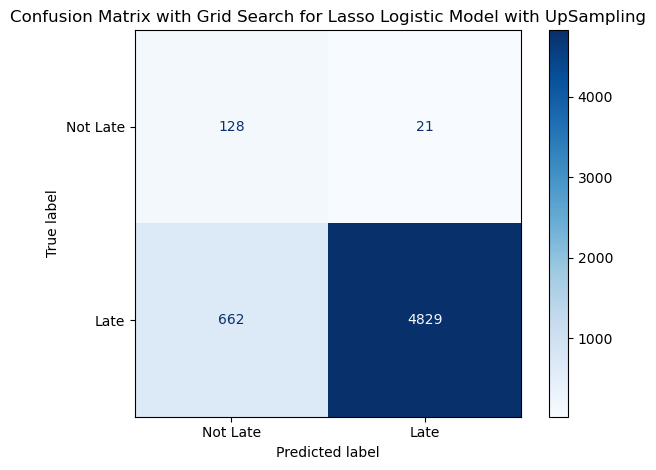 Confusion Matrix with Grid Search for Lasso Logistic Model with UpSampling
Not Late
128
21
Late
662
4829
Not Late
Late
Predicted label
True label
4000
3000
2000
1000